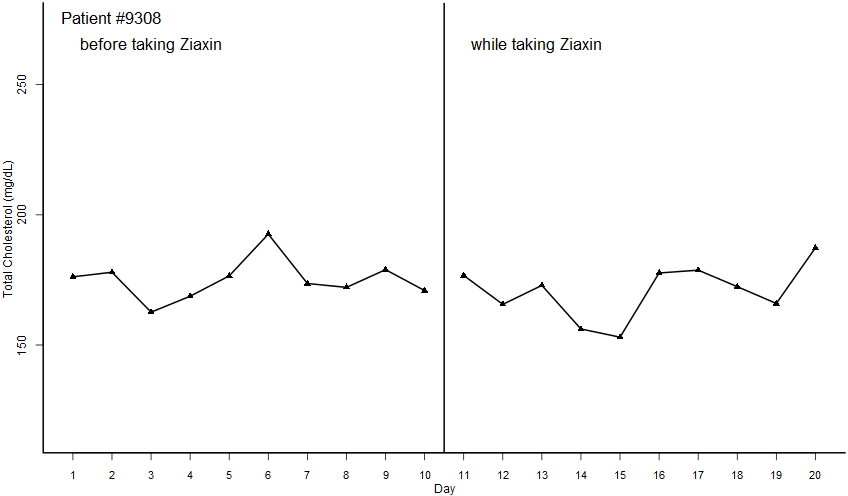 Patient #9308
before taking Ziaxin
while taking Ziaxin
Total Cholesterol (mg/dL)
250
200
150
1 2 3 4 5 6 7 8 9 10 11 12 13 14 15 16 17 18 19 20
Day